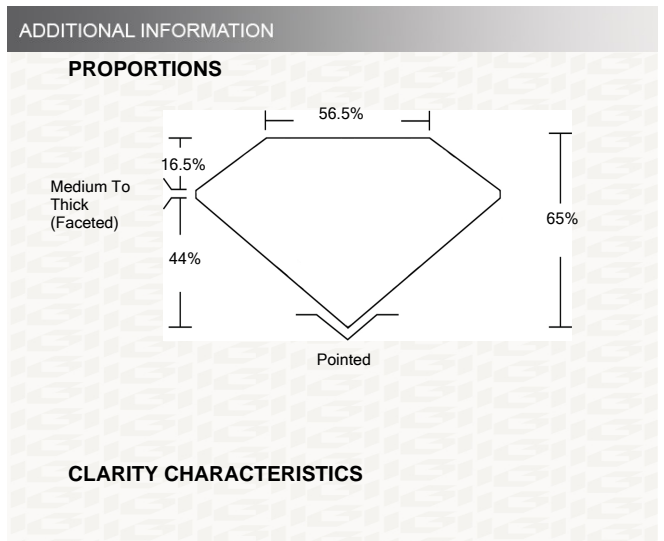 ADDITIONAL INFORMATION
PROPORTIONS
56.5%
16.5%
Medium To
Thick
(Faceted)
65%
44%
Pointed
CLARITY CHARACTERISTICS